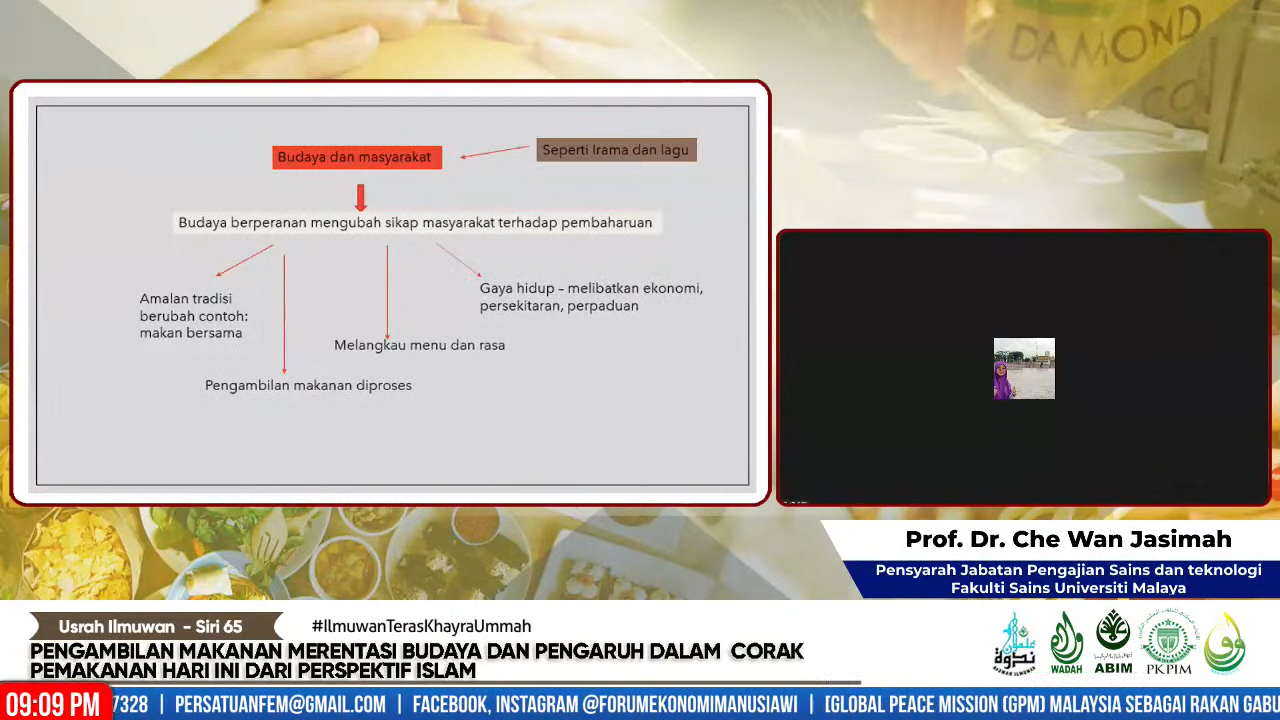 DAMOND
CO
Budaya dan masyarakat
Seperti Irama dan lagu
Budaya berperanan mengubah sikap masyarakat terhadap pembaharuan
Amalan tradisi
berubah contoh:
makan bersama
Gaya hidup – melibatkan ekonomi,
persekitaran, perpaduan
Melangkau menu dan rasa
Pengambilan makanan diproses
Prof. Dr. Che Wan Jasimah
Pensyarah Jabatan Pengajian Sains dan teknologi
Fakulti Sains Universiti Malaya
Usrah Ilmuwan - Siri 65
#IlmuwanTerasKhayraUmmah
PENGAMBILAN MAKANAN MERENTASI BUDAYA DAN PENGARUH DALAM CORAK
PEMAKANAN HARI INI DARI PERSPEKTIF ISLAM
WADAH
ABIM
PKPIM
09:09 PM
7328 | PERSATUANFEM@GMAIL.COM | FACEBOOK, INSTAGRAM @FORUMEKONOMIMANUSIAWI | [GLOBAL PEACE MISSION (GPM) MALAYSIA SEBAGAI RAKAN GABU